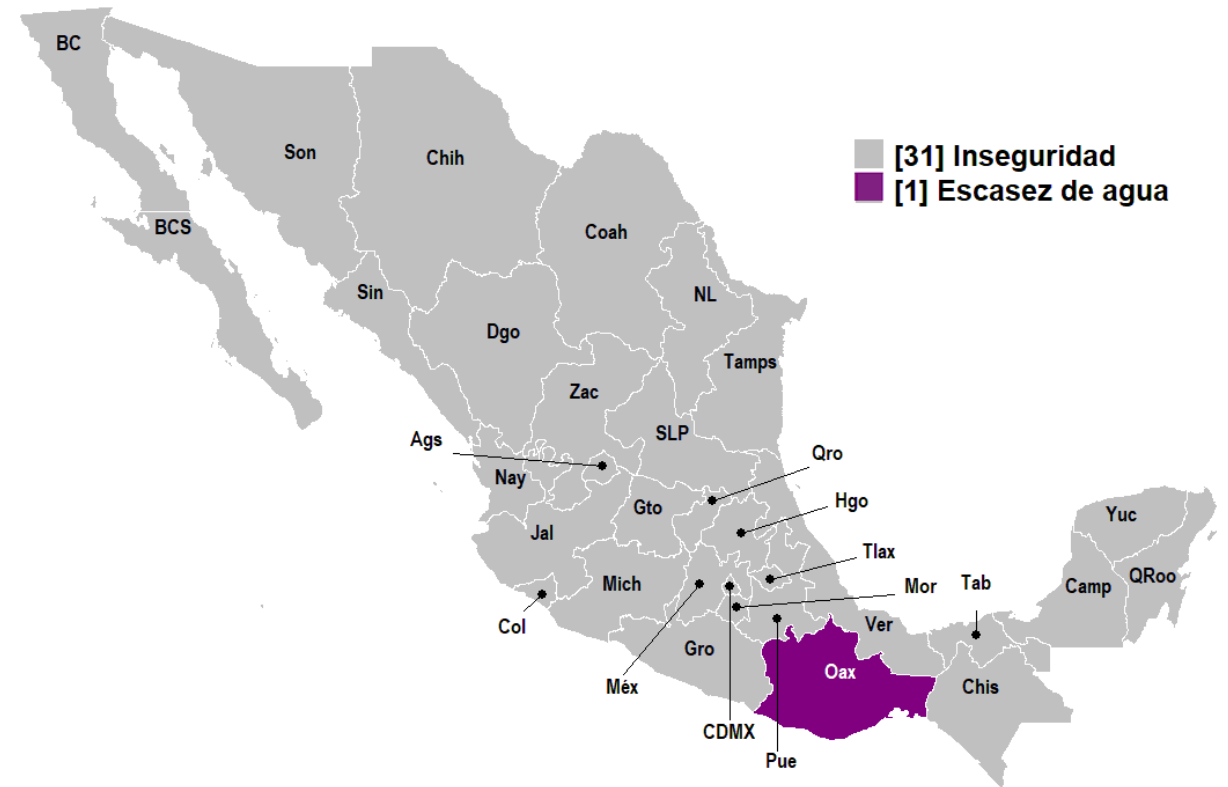 BC
Son
Chih
[31] Inseguridad
[1] Escasez de agua
BCS
Coah
Sin
NL
Dgo
Tamps
Zac
SLP
Ags
Qro
Nay
Hgo
Gto
Yuc
Jal
Tlax
Mich
Mor
Tab
Camp
QRoo
Col
Ver
Gro
Oax
Méx
Chis
CDMX
Pue